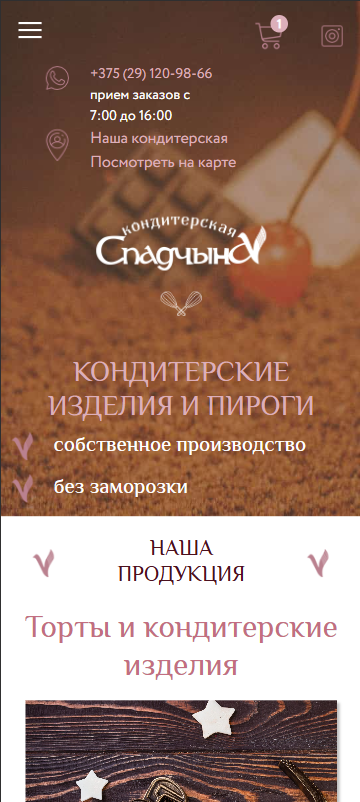 1
+375 (29) 120-98-66
прием заказов с
7:00 до 16:00
Наша кондитерская
Посмотреть на карте
кондитерская
Спадчына
КОНДИТЕРСКИЕ
ИЗДЕЛИЯ И ПИРОГИ
собственное производство
без заморозки
НАША
ПРОДУКЦИЯ
Торты и кондитерские
изделия